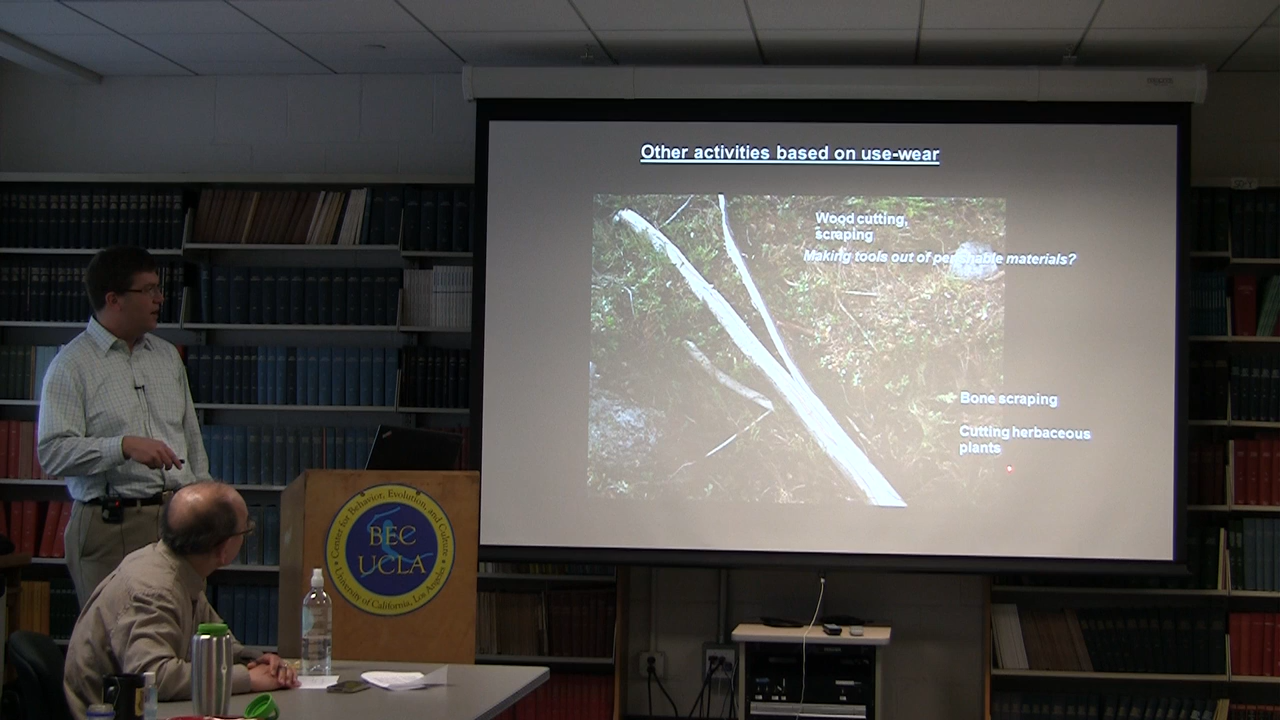 Other activities based on use-wear
Wood cutting,
scraping
Making tools out of perishable materials?
Bone scraping
Cutting herbaceous
plants
Center for Behavior, Evolution, and Culture
BEC
UCLA
University of California, Los Angeles